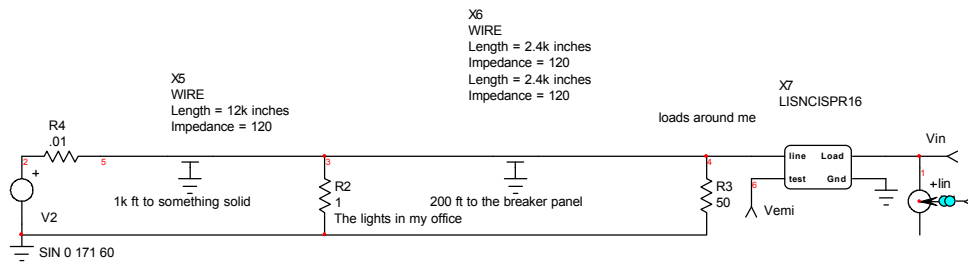 X6
WIRE
Length = 2.4k inches
Impedance = 120
Length = 2.4k inches
Impedance = 120
X5
WIRE
Length = 12k inches
Impedance = 120
X7
LISNCISPR16
loads around me
R4
.01
Vin
line
Load
test
Gnd
2
5
3
4
6
1
+
V2
R2
1
R3
50
Vemi
+Iin
1k ft to something solid
200 ft to the breaker panel
The lights in my office
SIN 0 171 60